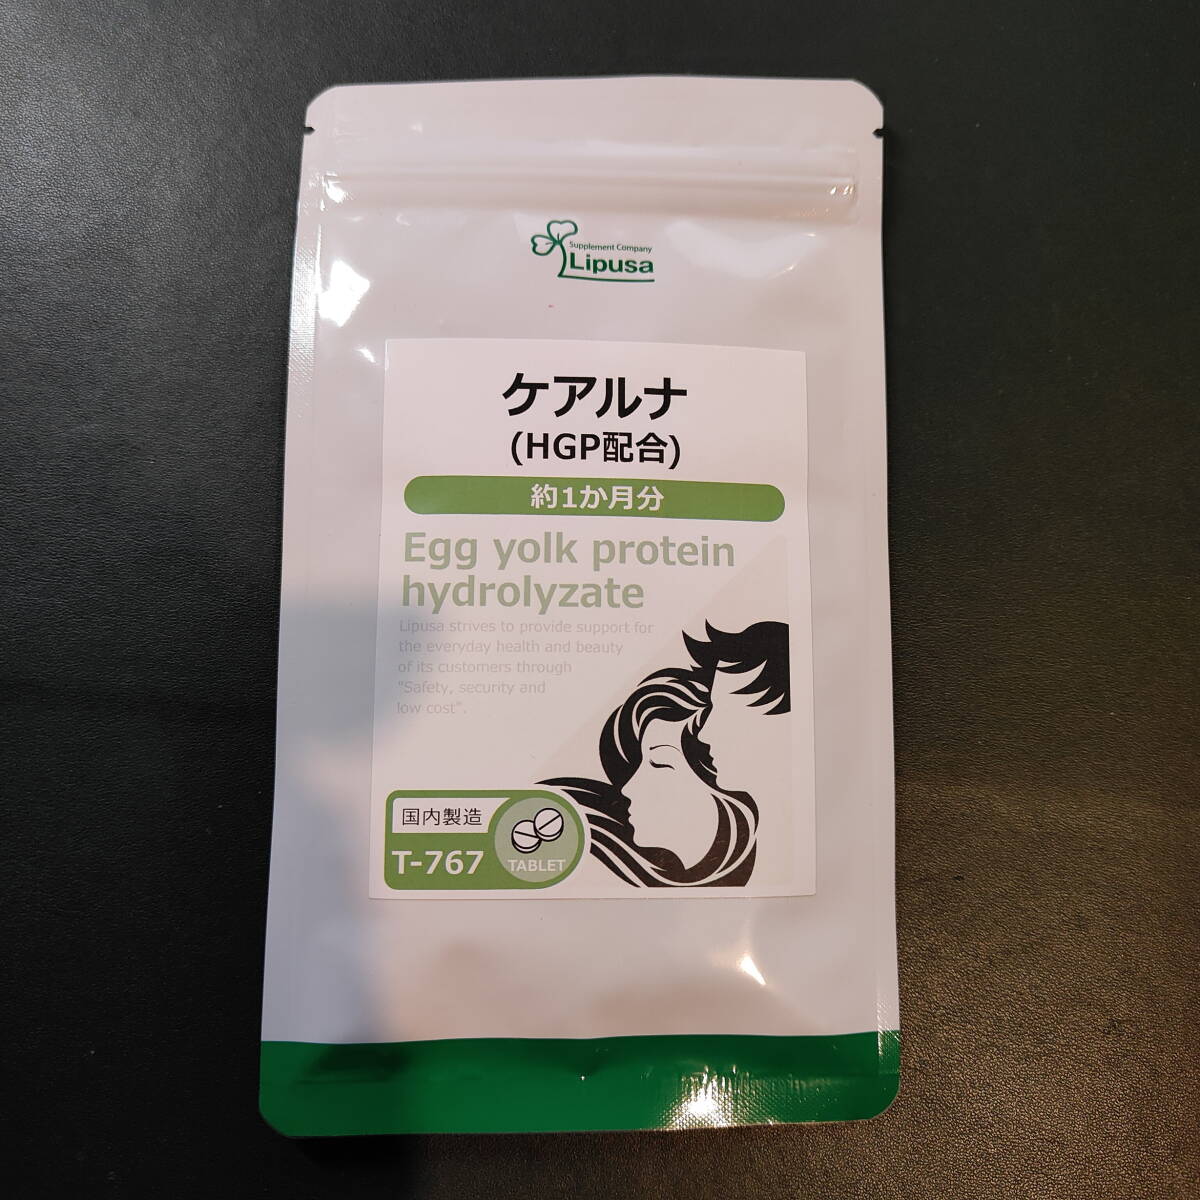 Supplement Company
Lipusa
ケアルナ
(HGP配合)
約1か月分
Egg yolk protein
hydrolyzate
Lipusa strives to provide support for
the everyday health and beauty
of its customers through
"Safety, security and
low cost".
国内製造
T-767
TABLET